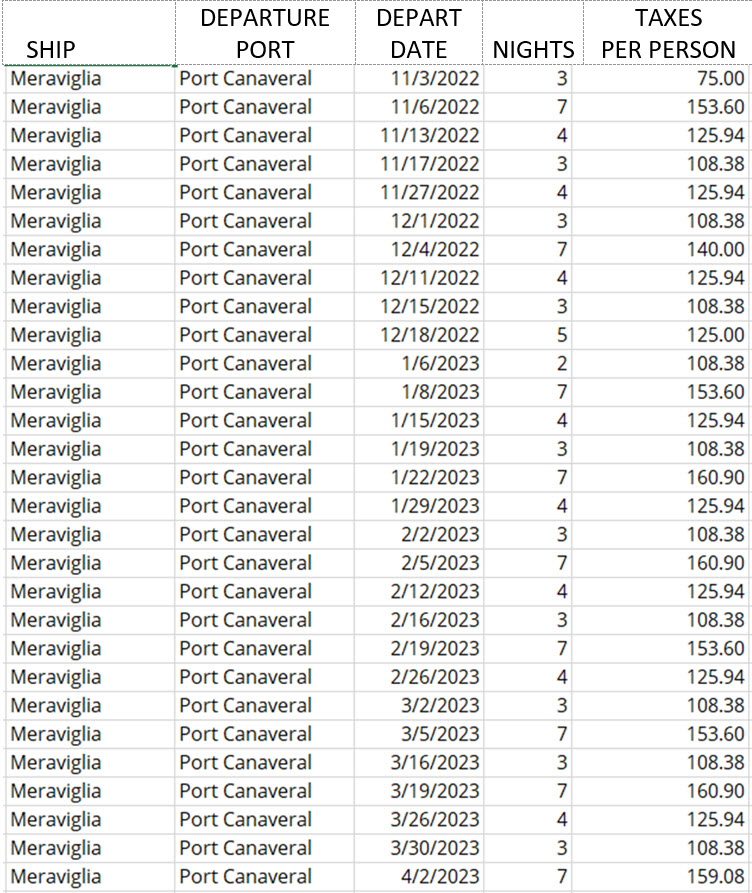 SHIP DEPARTURE PORT DEPART DATE NIGHTS TAXES PER PERSON
Meraviglia Port Canaveral 11/3/2022 3 75.00
Meraviglia Port Canaveral 11/6/2022 7 153.60
Meraviglia Port Canaveral 11/13/2022 4 125.94
Meraviglia Port Canaveral 11/17/2022 3 108.38
Meraviglia Port Canaveral 11/27/2022 4 125.94
Meraviglia Port Canaveral 12/1/2022 3 108.38
Meraviglia Port Canaveral 12/4/2022 7 140.00
Meraviglia Port Canaveral 12/11/2022 4 125.94
Meraviglia Port Canaveral 12/15/2022 3 108.38
Meraviglia Port Canaveral 12/18/2022 5 125.00
Meraviglia Port Canaveral 1/6/2023 2 108.38
Meraviglia Port Canaveral 1/8/2023 7 153.60
Meraviglia Port Canaveral 1/15/2023 4 125.94
Meraviglia Port Canaveral 1/19/2023 3 108.38
Meraviglia Port Canaveral 1/22/2023 7 160.90
Meraviglia Port Canaveral 1/29/2023 4 125.94
Meraviglia Port Canaveral 2/2/2023 3 108.38
Meraviglia Port Canaveral 2/5/2023 7 160.90
Meraviglia Port Canaveral 2/12/2023 4 125.94
Meraviglia Port Canaveral 2/16/2023 3 108.38
Meraviglia Port Canaveral 2/19/2023 7 153.60
Meraviglia Port Canaveral 2/26/2023 4 125.94
Meraviglia Port Canaveral 3/2/2023 3 108.38
Meraviglia Port Canaveral 3/5/2023 7 153.60
Meraviglia Port Canaveral 3/16/2023 3 108.38
Meraviglia Port Canaveral 3/19/2023 7 160.90
Meraviglia Port Canaveral 3/26/2023 4 125.94
Meraviglia Port Canaveral 3/30/2023 3 108.38
Meraviglia Port Canaveral 4/2/2023 7 159.08